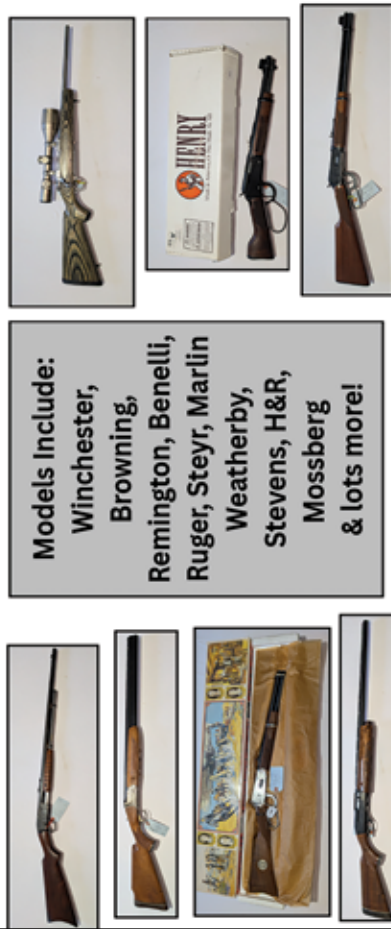 Models Include:
Winchester,
Browning,
Remington, Benelli,
Ruger, Steyr, Marlin
Weatherby,
Stevens, H&R,
Mossberg
& lots more!
HENRY